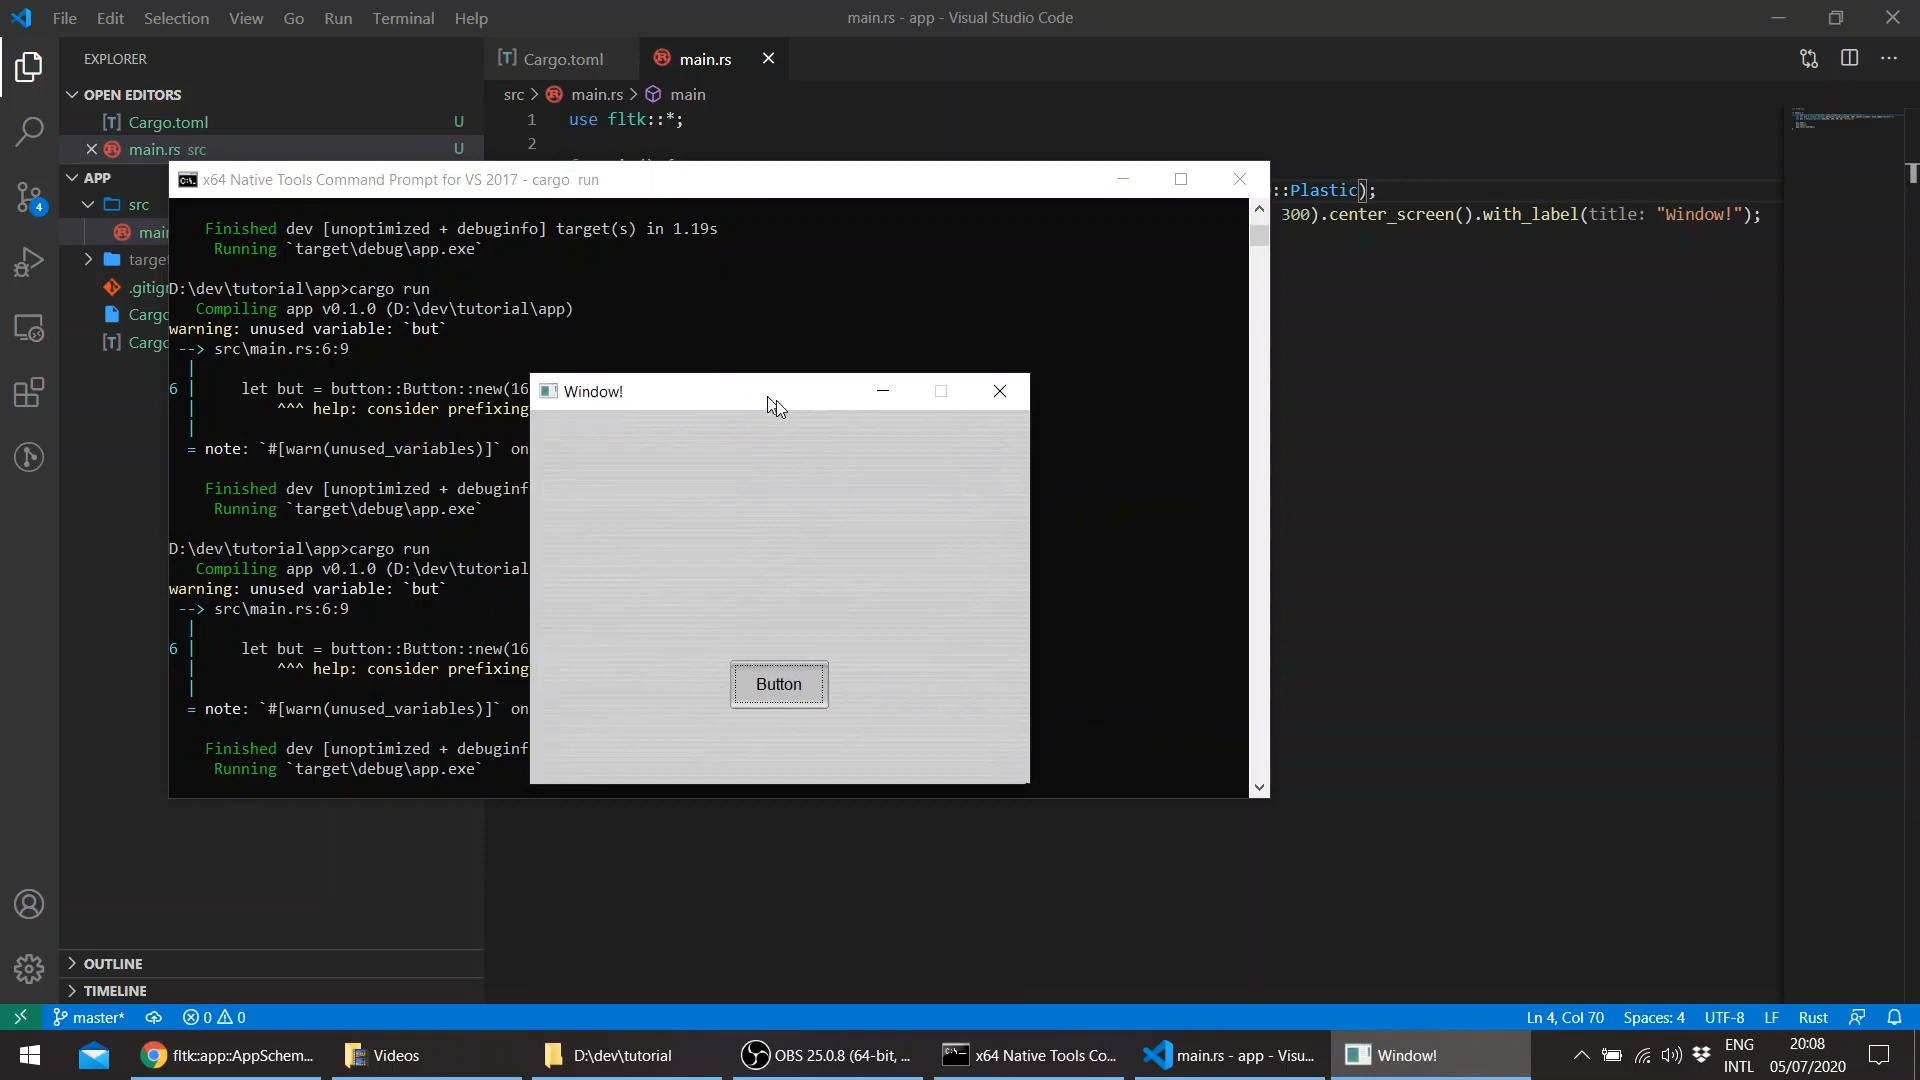 File Edit Selection View Go Run Terminal Help
main.rs - app - Visual Studio Code
EXPLORER
OPEN EDITORS
Cargo.toml U
main.rs src U
APP
src
main
targe
.gitign
Cargo
Cargo
4
OUTLINE
TIMELINE
Cargo.toml
main.rs
src > main.rs > main
1 use fltk::*;
2
::Plastic);
300).center_screen().with_label(title: "Window!");
x64 Native Tools Command Prompt for VS 2017 - cargo run
Finished dev [unoptimized + debuginfo] target(s) in 1.19s
Running `target\debug\app.exe`
D:\dev\tutorial\app>cargo run
Compiling app v0.1.0 (D:\dev\tutorial\app)
warning: unused variable: `but`
--> src\main.rs:6:9
|
6 | let but = button::Button::new(16
| ^^^ help: consider prefixing
|
= note: `#[warn(unused_variables)]` on
Finished dev [unoptimized + debuginf
Running `target\debug\app.exe`
D:\dev\tutorial\app>cargo run
Compiling app v0.1.0 (D:\dev\tutorial
warning: unused variable: `but`
--> src\main.rs:6:9
|
6 | let but = button::Button::new(16
| ^^^ help: consider prefixing
|
= note: `#[warn(unused_variables)]` on
Finished dev [unoptimized + debuginf
Running `target\debug\app.exe`
Window!
Button
master* 0 0
Ln 4, Col 70 Spaces: 4 UTF-8 LF Rust
fltk::app::AppSchem...
Videos
D:\dev\tutorial
OBS 25.0.8 (64-bit, ...
x64 Native Tools Co...
main.rs - app - Visu...
Window!
ENG
INTL
20:08
05/07/2020